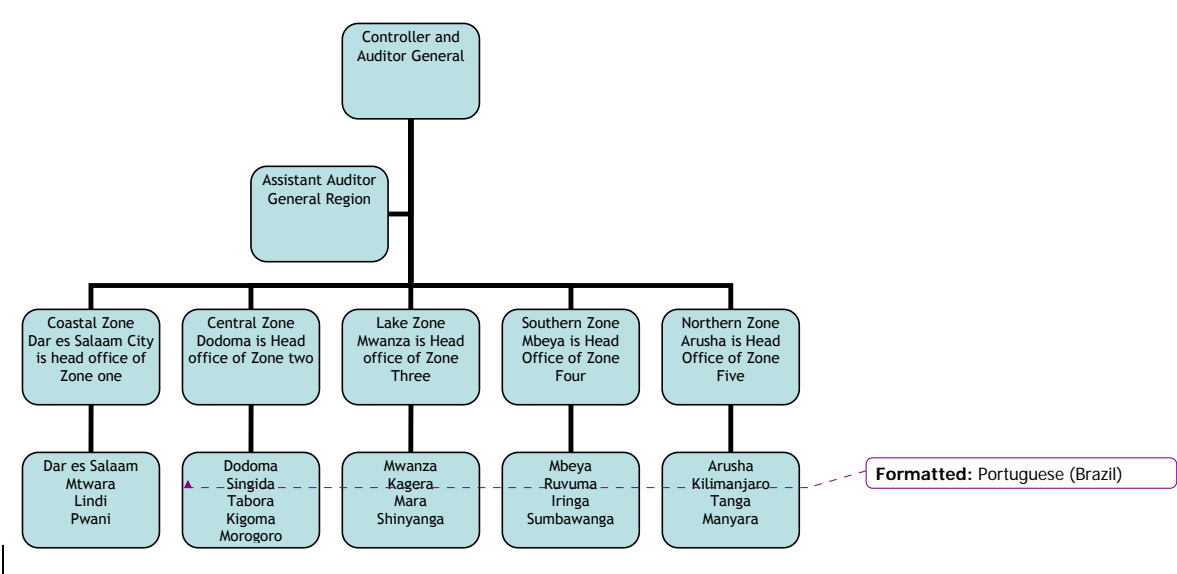 Controller and
Auditor General
Assistant Auditor
General Region
Coastal Zone
Dar es Salaam City
is head office of
Zone one
Central Zone
Dodoma is Head
office of Zone two
Lake Zone
Mwanza is Head
office of Zone
Three
Southern Zone
Mbeya is Head
Office of Zone
Four
Northern Zone
Arusha is Head
Office of Zone
Five
Dar es Salaam
Mtwara
Lindi
Pwani
Dodoma
Singida
Tabora
Kigoma
Morogoro
Mwanza
Kagera
Mara
Shinyanga
Mbeya
Ruvuma
Iringa
Sumbawanga
Arusha
Kilimanjaro
Tanga
Manyara
Formatted: Portuguese (Brazil)